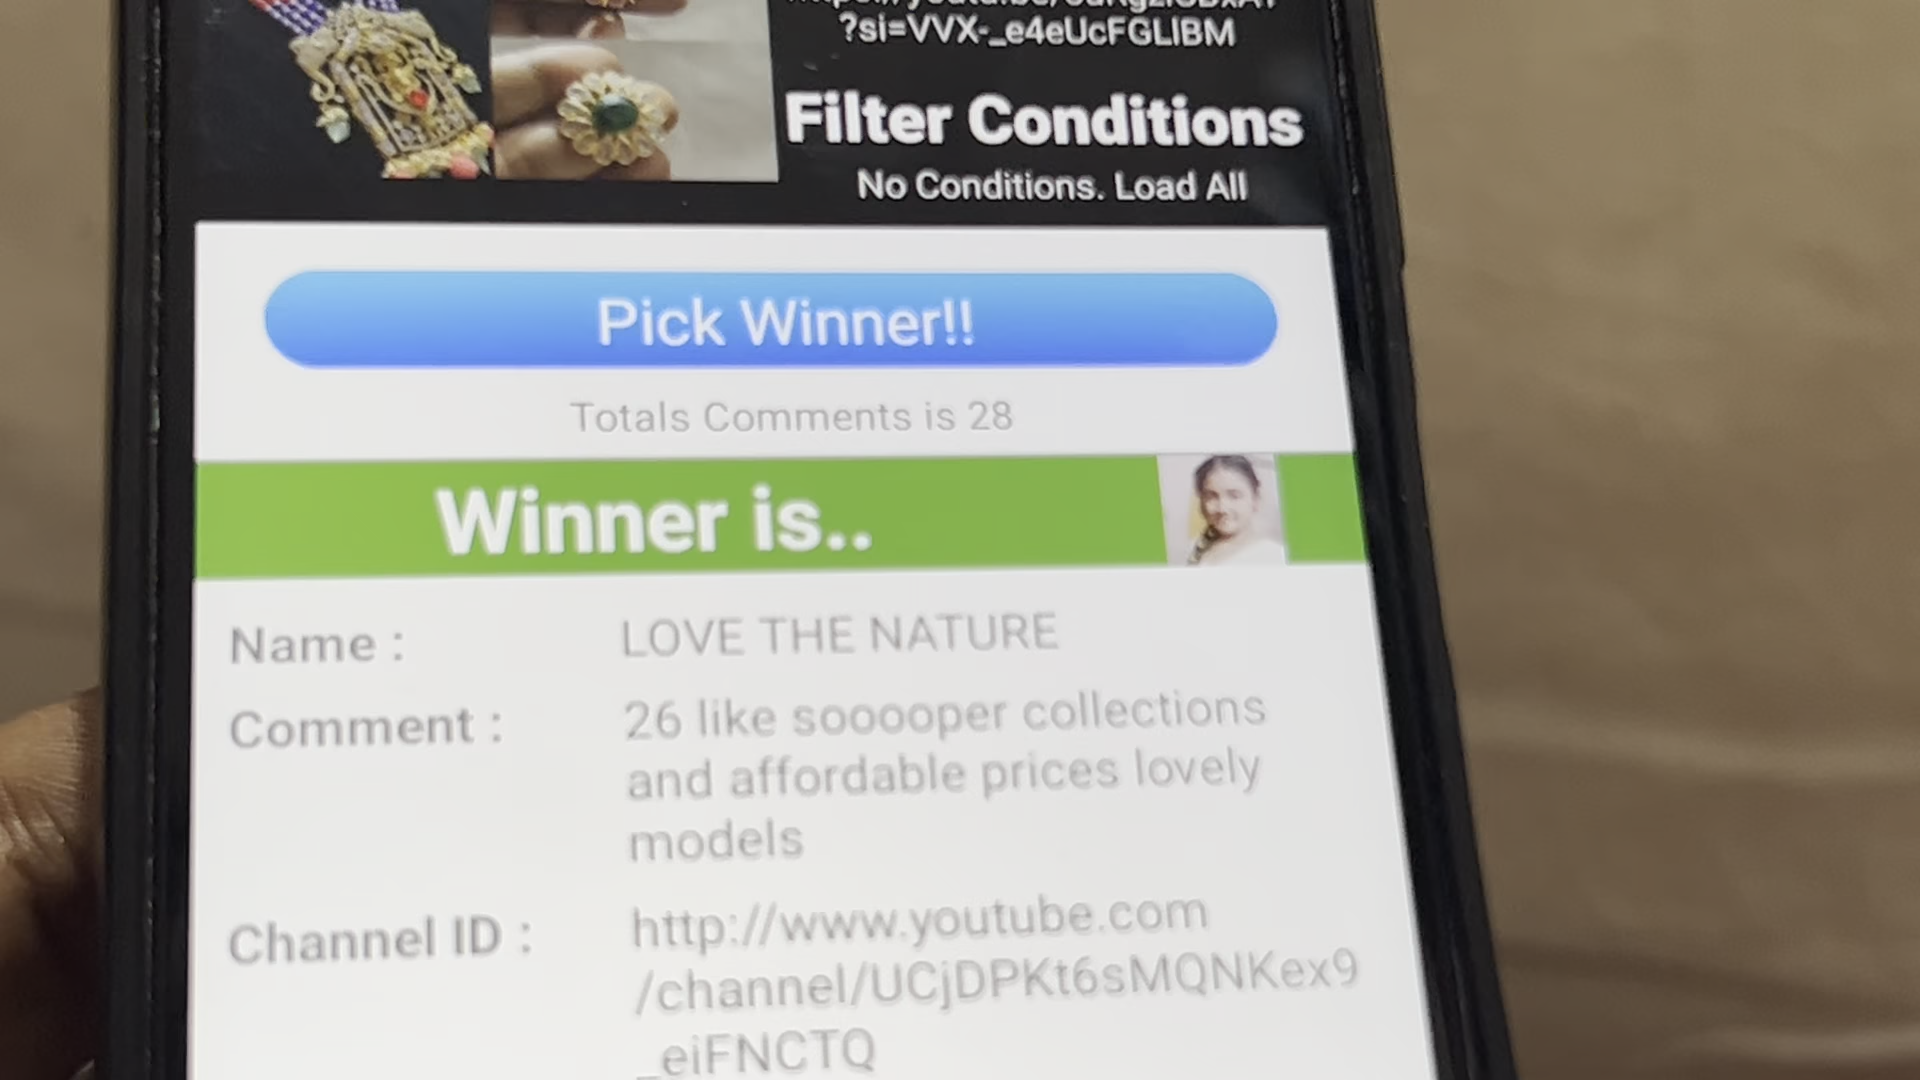 ?si=VVX-_e4eUcFGLIBM
Filter Conditions
No Conditions. Load All
Pick Winner!!
Totals Comments is 28
Winner is..
Name : LOVE THE NATURE
Comment : 26 like sooooper collections
and affordable prices lovely
models
Channel ID : http://www.youtube.com
/channel/UCjDPKt6sMQNKex9
_eiFNCTQ